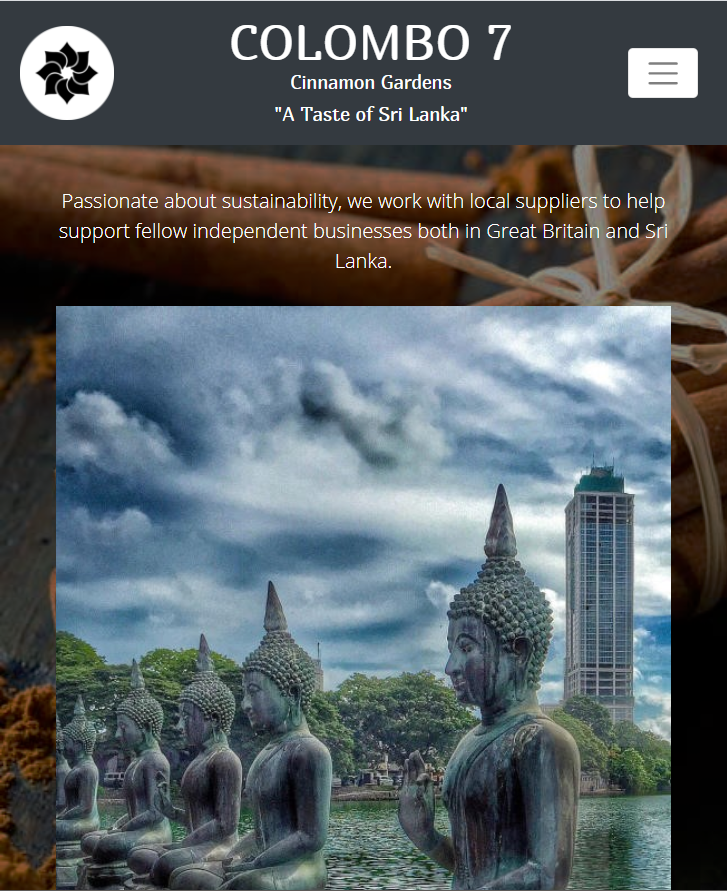 COLOMBO 7
Cinnamon Gardens
"A Taste of Sri Lanka"
Passionate about sustainability, we work with local suppliers to help
support fellow independent businesses both in Great Britain and Sri
Lanka.